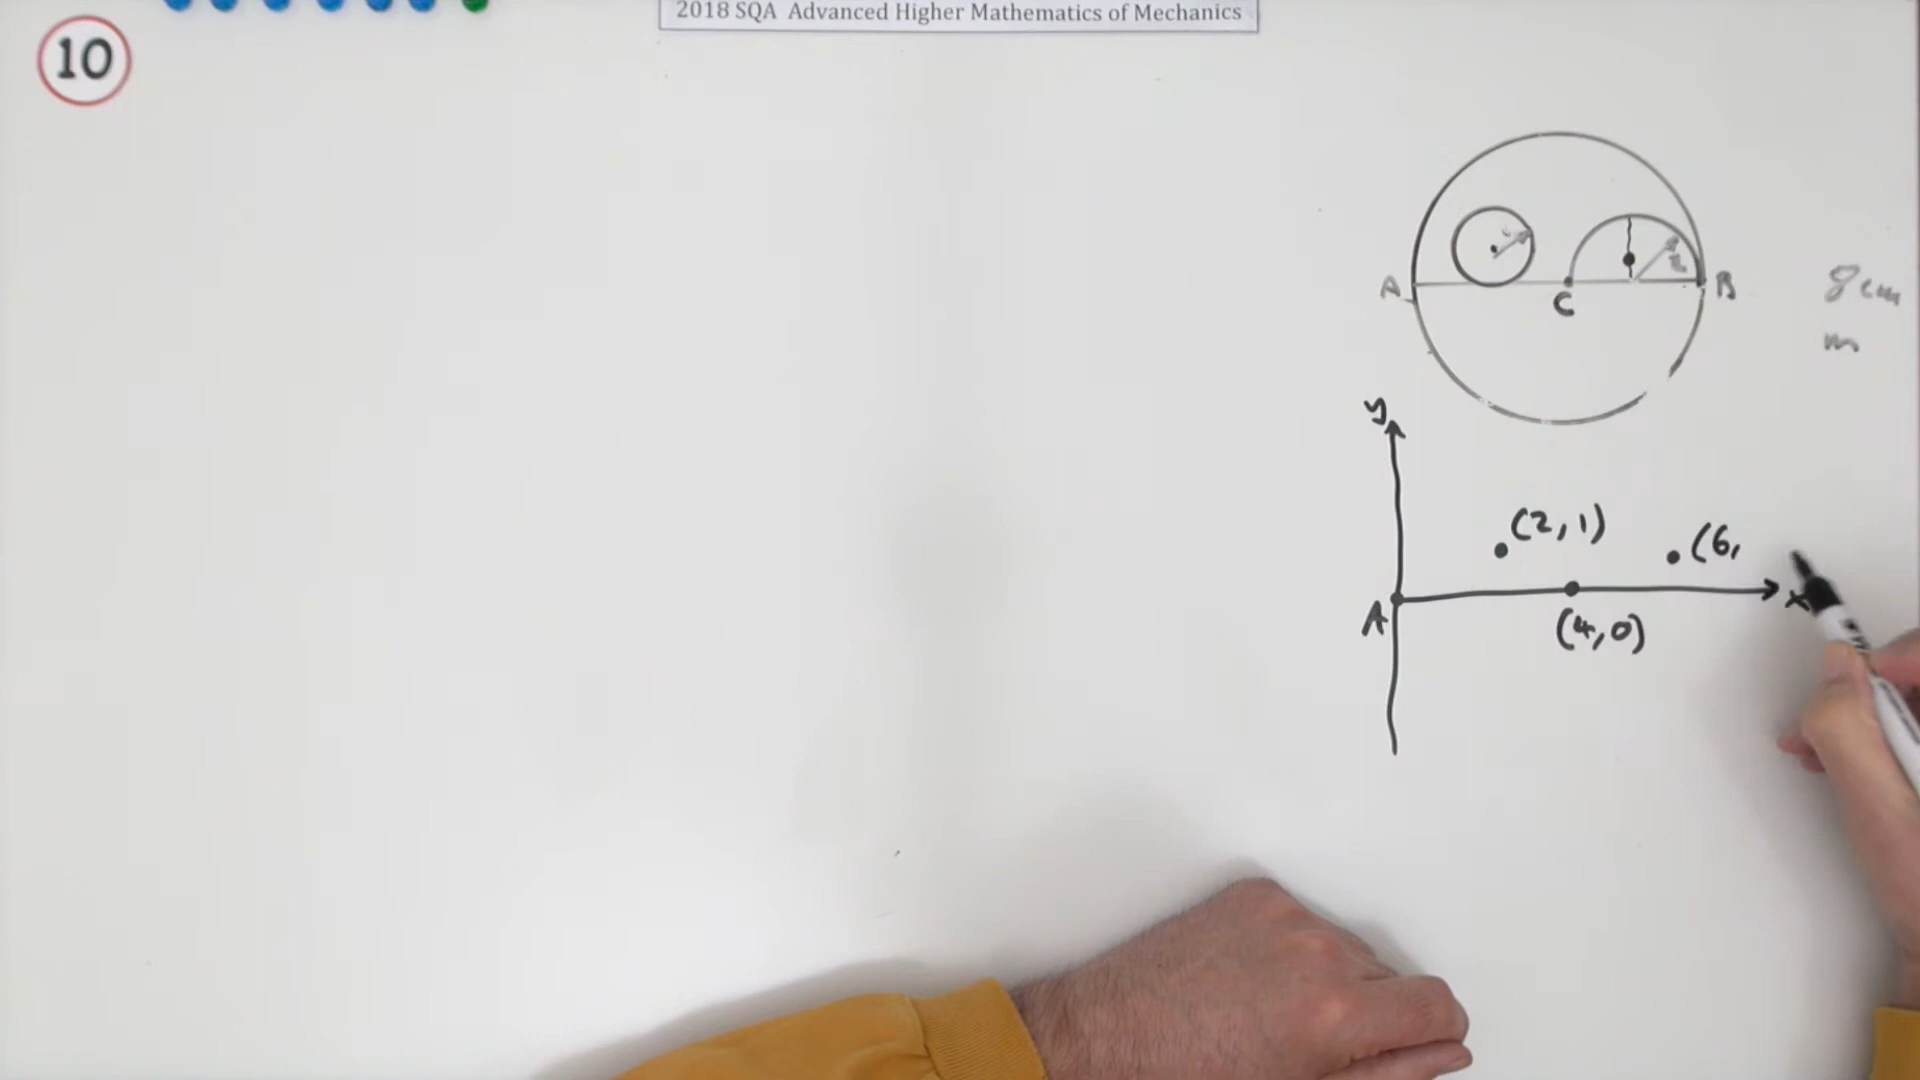 2018 SQA Advanced Higher Mathematics of Mechanics
10
A
C
B
8cm
m
y
(2,1)
(6,
x
A
(4,0)